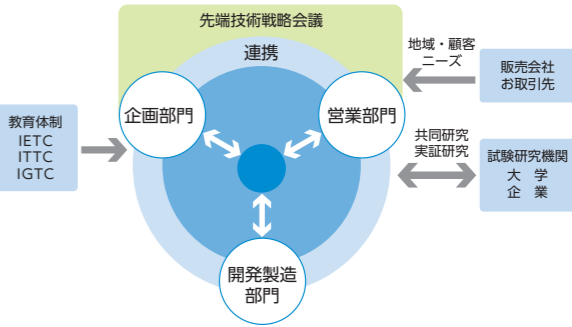 先端技術戦略会議
連携
企画部門
営業部門
開発製造
部門
教育体制
IETC
ITTC
IGTC
地域・顧客
ニーズ
販売会社
お取引先
共同研究
実証研究
試験研究機関
大　学
企　業